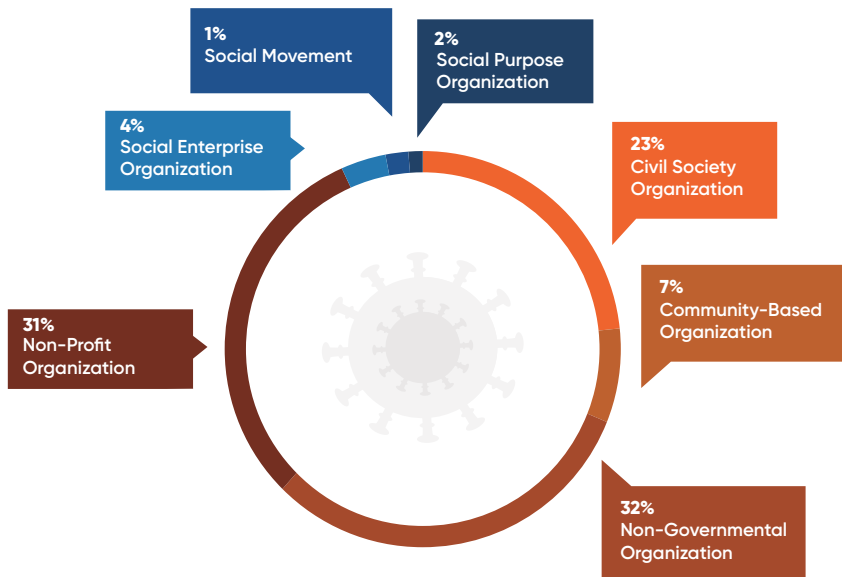 1%
Social Movement
2%
Social Purpose
Organization
4%
Social Enterprise
Organization
23%
Civil Society
Organization
7%
Community-Based
Organization
31%
Non-Profit
Organization
32%
Non-Governmental
Organization